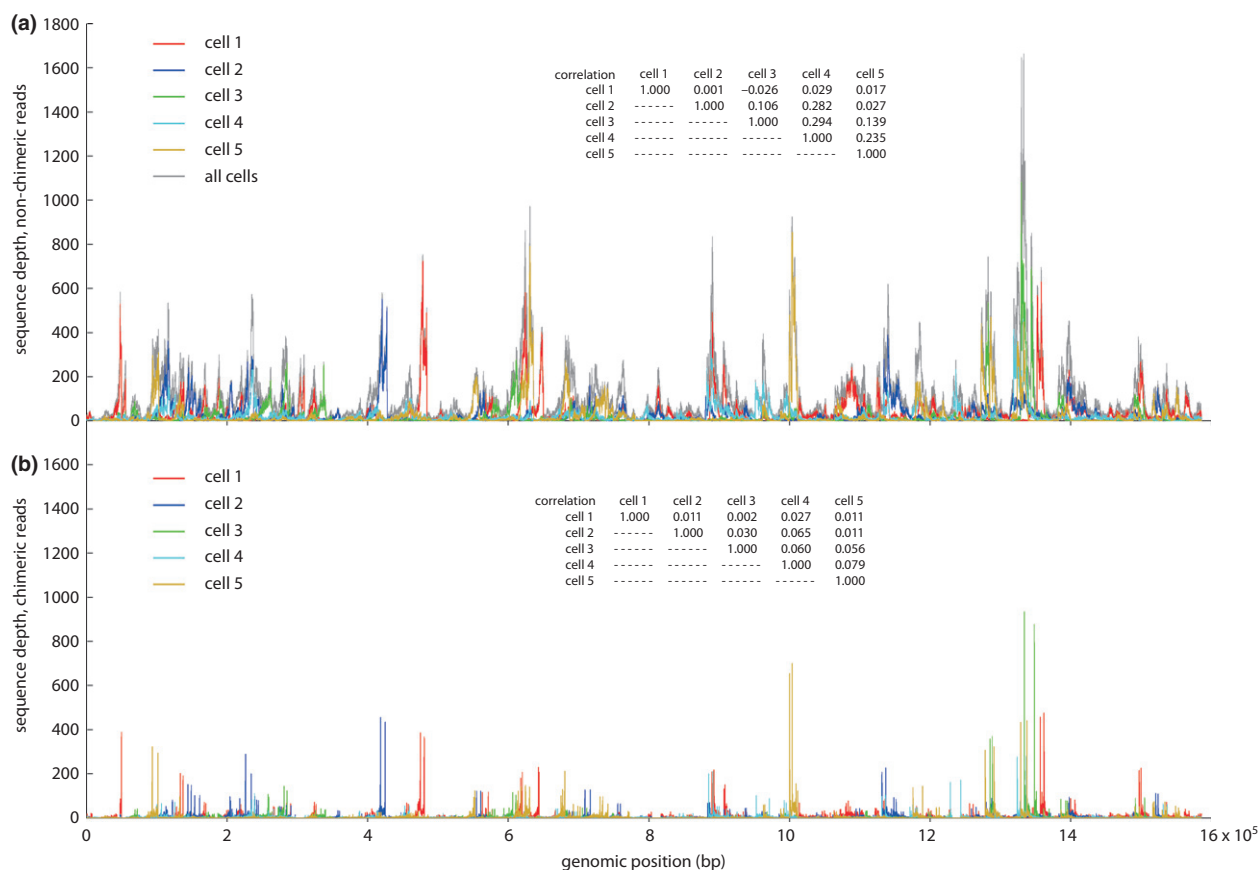 (a)
sequence depth, non-chimeric reads
1800
1600
1400
1200
1000
800
600
400
200
0
cell 1
cell 2
cell 3
cell 4
cell 5
all cells
correlation cell 1 cell 2 cell 3 cell 4 cell 5
cell 1 1.000 0.001 –0.026 0.029 0.017
cell 2 ------ 1.000 0.106 0.282 0.027
cell 3 ------ ------ 1.000 0.294 0.139
cell 4 ------ ------ ------ 1.000 0.235
cell 5 ------ ------ ------ ------ 1.000
(b)
sequence depth, chimeric reads
1600
1400
1200
1000
800
600
400
200
0
cell 1
cell 2
cell 3
cell 4
cell 5
correlation cell 1 cell 2 cell 3 cell 4 cell 5
cell 1 1.000 0.011 0.002 0.027 0.011
cell 2 ------ 1.000 0.030 0.065 0.011
cell 3 ------ ------ 1.000 0.060 0.056
cell 4 ------ ------ ------ 1.000 0.079
cell 5 ------ ------ ------ ------ 1.000
0 2 4 6 8 10 12 14 16 x 10⁵
genomic position (bp)